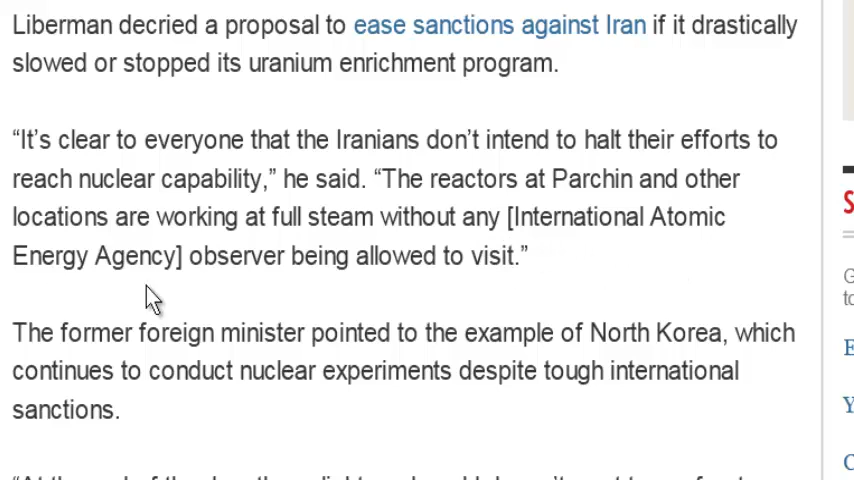 Liberman decried a proposal to ease sanctions against Iran if it drastically
slowed or stopped its uranium enrichment program.
“It’s clear to everyone that the Iranians don’t intend to halt their efforts to
reach nuclear capability,” he said. “The reactors at Parchin and other
locations are working at full steam without any [International Atomic
Energy Agency] observer being allowed to visit.”
The former foreign minister pointed to the example of North Korea, which
continues to conduct nuclear experiments despite tough international
sanctions.